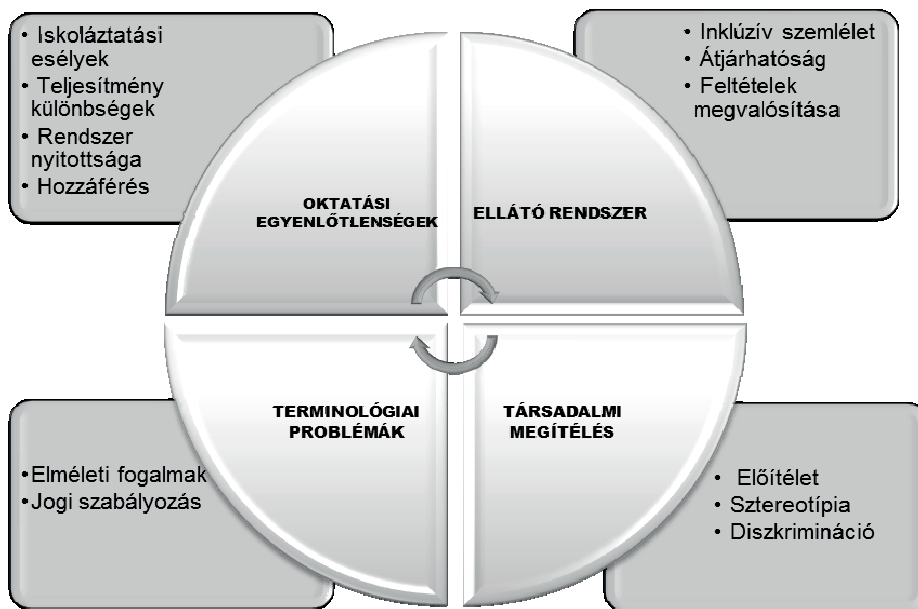 • Iskoláztatási
esélyek
• Teljesítmény
különbségek
• Rendszer
nyitottsága
• Hozzáférés
• Inklúzív szemlélet
• Átjárhatóság
• Feltételek
megvalósítása
OKTATÁSI
EGYENLŐTLENSÉGEK
ELLÁTÓ RENDSZER
TERMINOLÓGIAI
PROBLÉMÁK
TÁRSADALMI
MEGÍTÉLÉS
• Elméleti fogalmak
• Jogi szabályozás
• Előítélet
• Sztereotípia
• Diszkrimináció